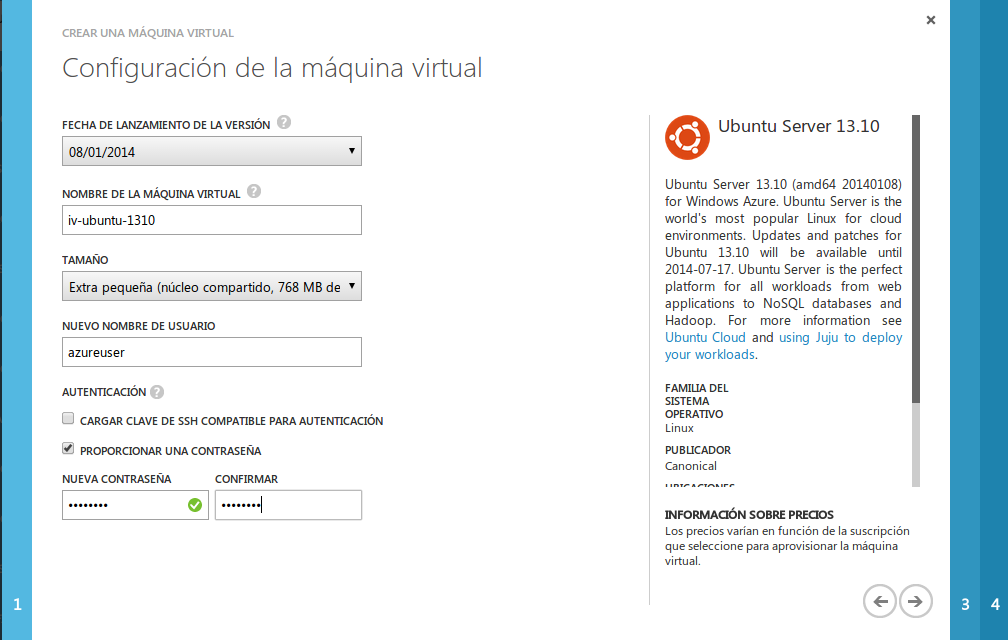 CREAR UNA MÁQUINA VIRTUAL
Configuración de la máquina virtual
FECHA DE LANZAMIENTO DE LA VERSIÓN ?
08/01/2014
NOMBRE DE LA MÁQUINA VIRTUAL ?
iv-ubuntu-1310
TAMAÑO
Extra pequeña (núcleo compartido, 768 MB de
NUEVO NOMBRE DE USUARIO
azureuser
AUTENTICACIÓN ?
CARGAR CLAVE DE SSH COMPATIBLE PARA AUTENTICACIÓN
PROPORCIONAR UNA CONTRASEÑA
NUEVA CONTRASEÑA CONFIRMAR
•••••••• ••••••••
Ubuntu Server 13.10
Ubuntu Server 13.10 (amd64 20140108)
for Windows Azure. Ubuntu Server is the
world's most popular Linux for cloud
environments. Updates and patches for
Ubuntu 13.10 will be available until
2014-07-17. Ubuntu Server is the perfect
platform for all workloads from web
applications to NoSQL databases and
Hadoop. For more information see
Ubuntu Cloud and using Juju to deploy
your workloads.
FAMILIA DEL
SISTEMA
OPERATIVO
Linux
PUBLICADOR
Canonical
UBICACIONES
INFORMACIÓN SOBRE PRECIOS
Los precios varían en función de la suscripción
que seleccione para aprovisionar la máquina
virtual.
1
3 4